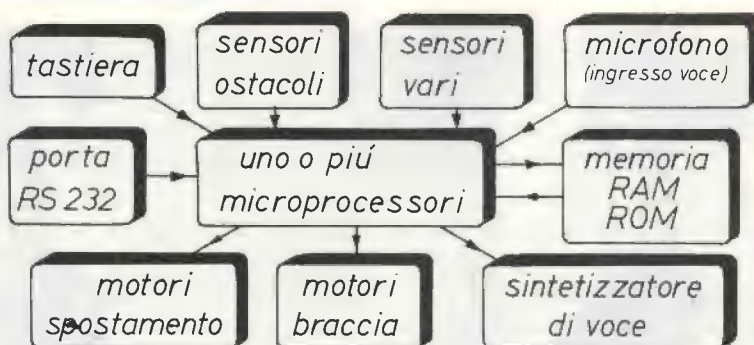 tastiera
sensori
ostacoli
sensori
vari
microfono
(ingresso voce)
porta
RS 232
uno o piú
microprocessori
memoria
RAM
ROM
motori
spostamento
motori
braccia
sintetizzatore
di voce